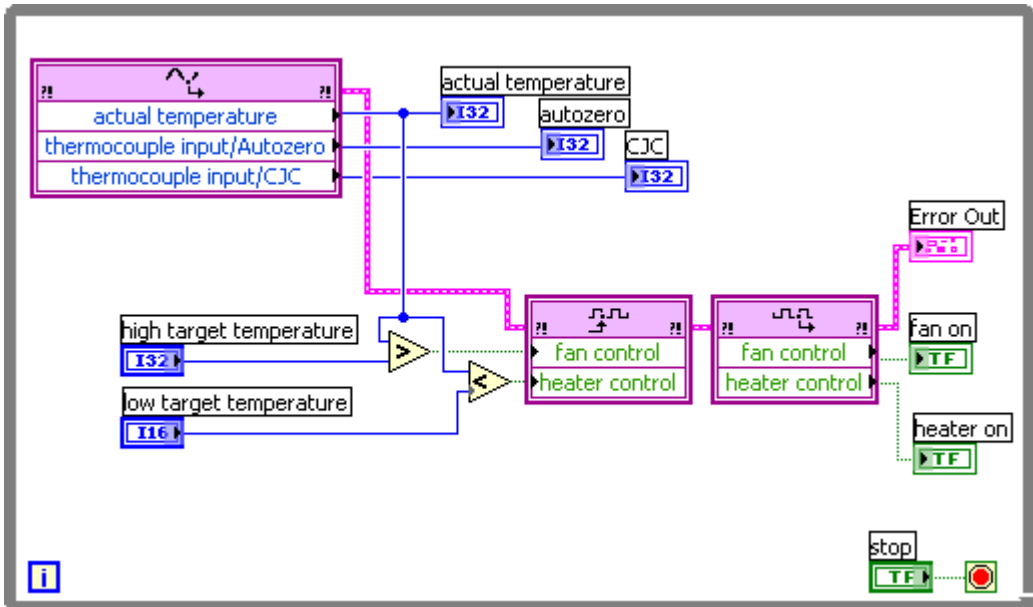 ?! ?!
actual temperature
thermocouple input/Autozero
thermocouple input/CJC
actual temperature
I32
autozero
I32
CJC
I32
Error Out
high target temperature
I32
>
low target temperature
I16
<
?! ?!
fan control
heater control
?! ?!
fan control
heater control
fan on
TF
heater on
TF
i
stop
TF